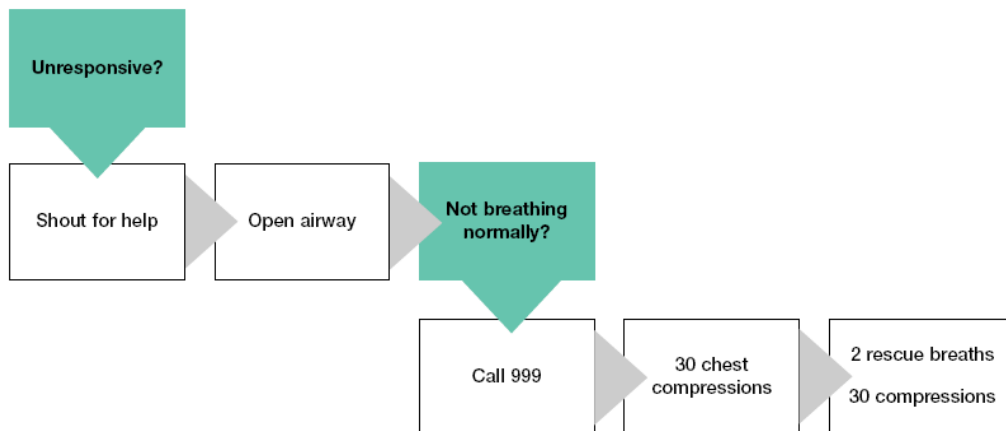 Unresponsive?
Shout for help
Open airway
Not breathing
normally?
Call 999
30 chest
compressions
2 rescue breaths
30 compressions